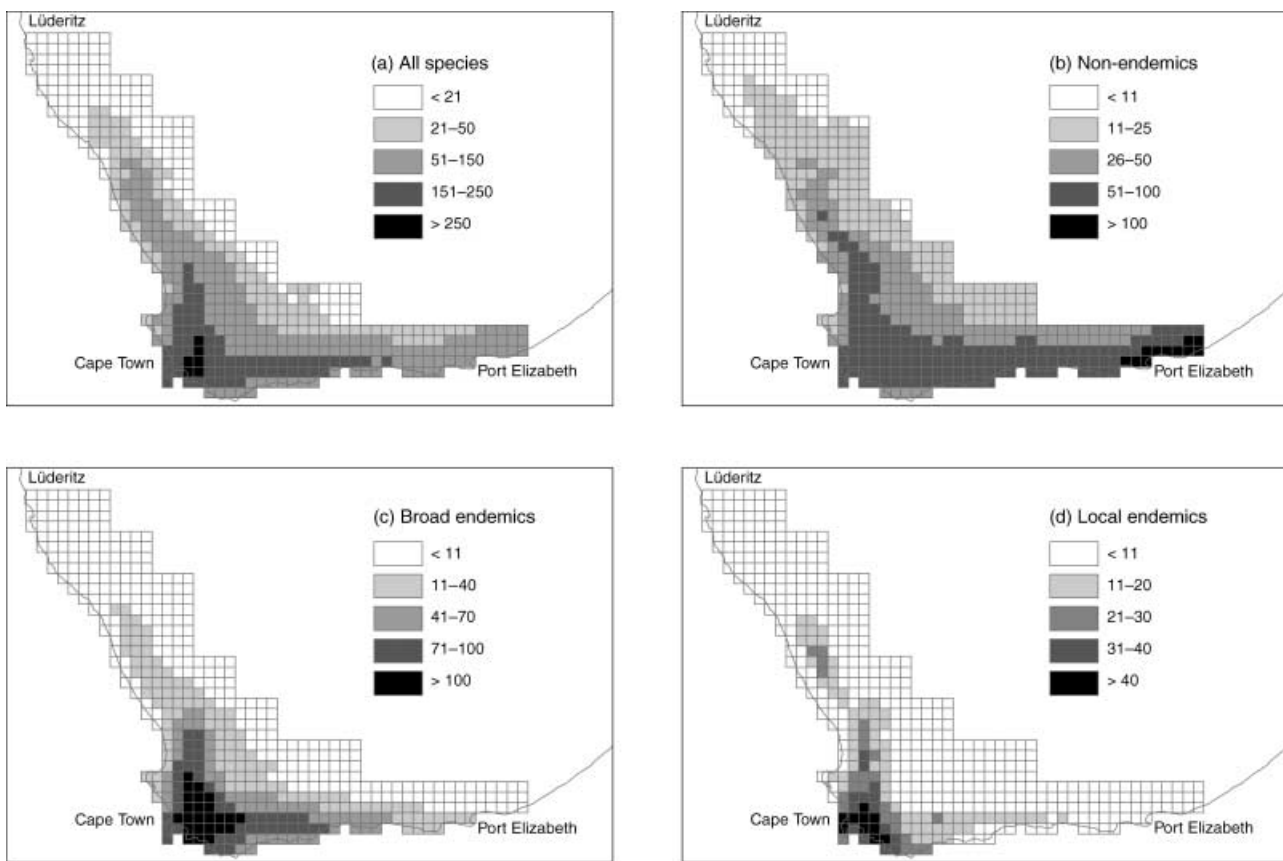 Lüderitz
(a) All species
< 21
21–50
51–150
151–250
> 250
Cape Town
Port Elizabeth
Lüderitz
(b) Non-endemics
< 11
11–25
26–50
51–100
> 100
Cape Town
Port Elizabeth
Lüderitz
(c) Broad endemics
< 11
11–40
41–70
71–100
> 100
Cape Town
Port Elizabeth
Lüderitz
(d) Local endemics
< 11
11–20
21–30
31–40
> 40
Cape Town
Port Elizabeth